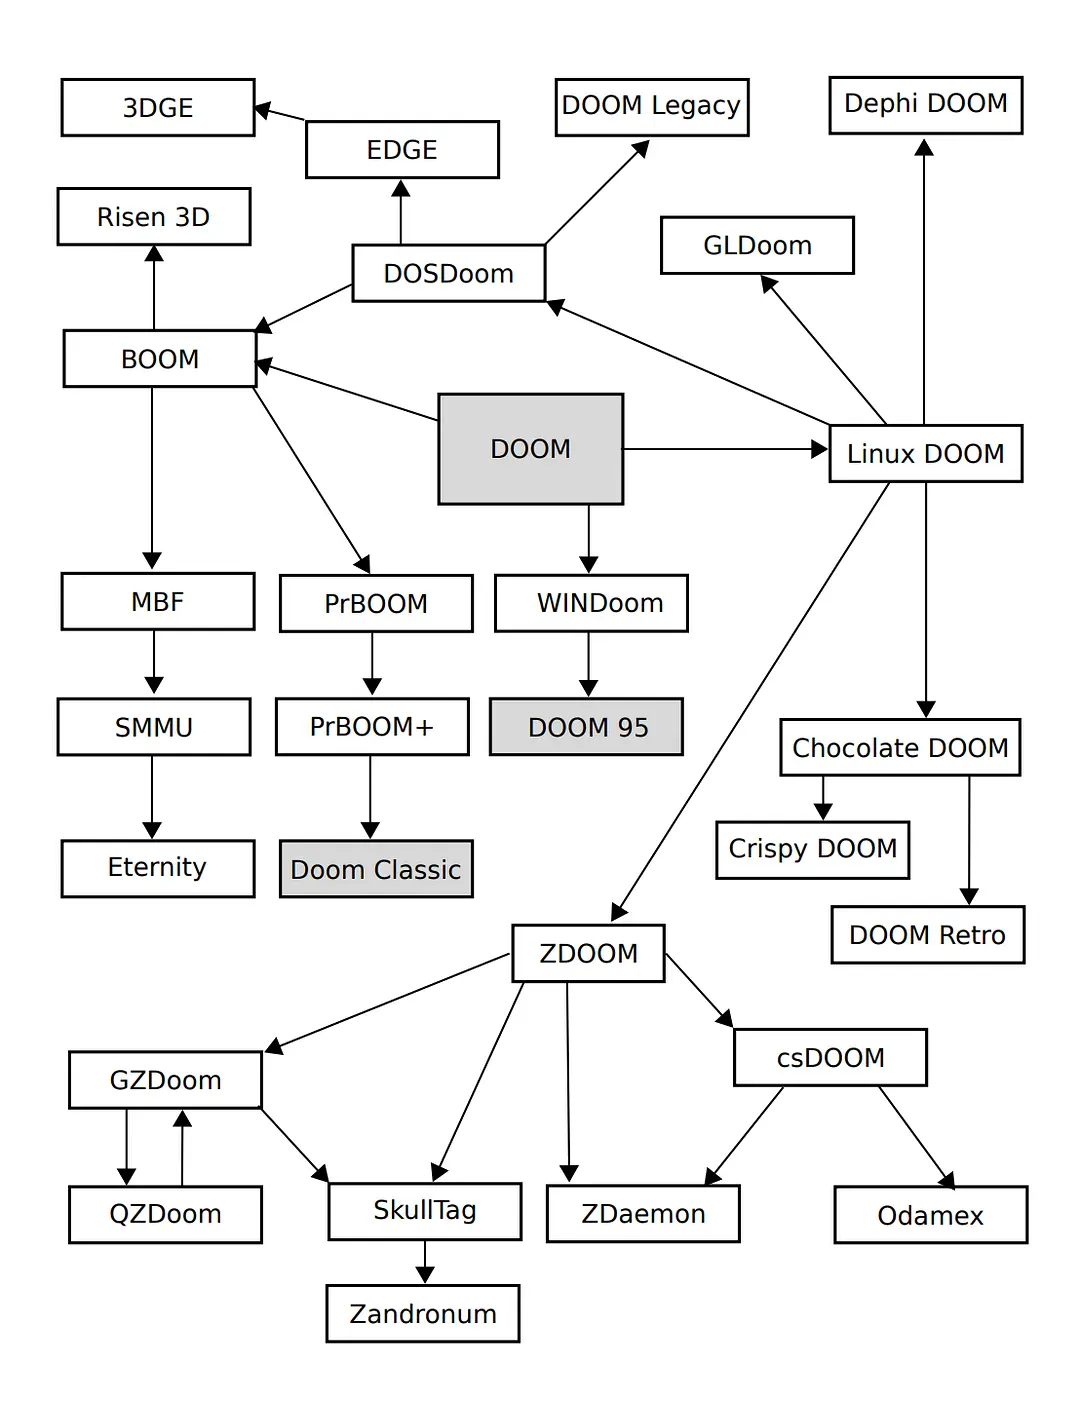 3DGE
DOOM Legacy
Dephi DOOM
EDGE
Risen 3D
GLDoom
DOSDoom
BOOM
DOOM
Linux DOOM
MBF
PrBOOM
WINDoom
SMMU
PrBOOM+
DOOM 95
Chocolate DOOM
Crispy DOOM
Eternity
Doom Classic
DOOM Retro
ZDOOM
csDOOM
GZDoom
QZDoom
SkullTag
ZDaemon
Odamex
Zandronum